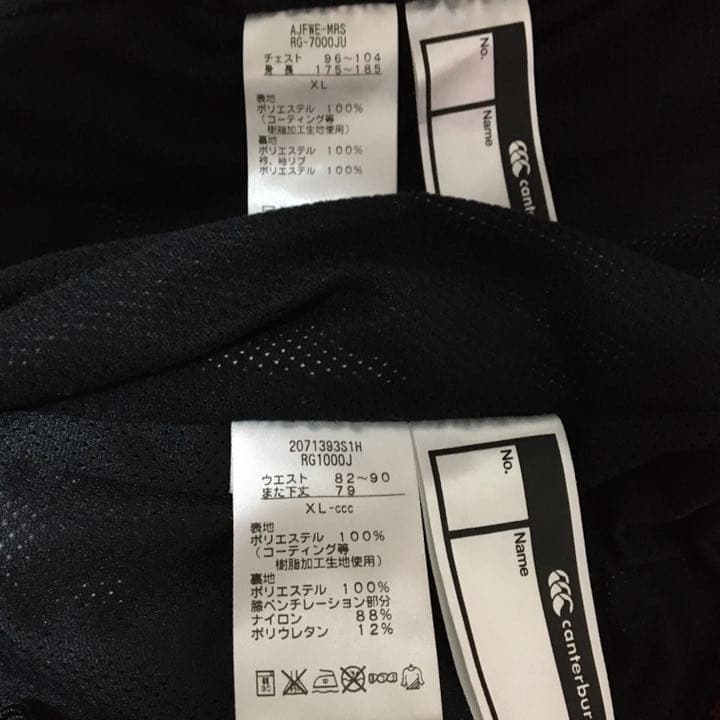 AJFWE-MRS
RG-7000JU
チェスト 96～104
身長 175～185
XL
表地
ポリエステル 100%
(コーティング等
樹脂加工生地使用)
裏地
ポリエステル 100%
衿、袖リブ
ポリエステル 100%
No.
Name
cant
2071393S1H
RG1000J
ウエスト 82～90
また下丈 79
XL-ccc
表地
ポリエステル 100%
(コーティング等
樹脂加工生地使用)
裏地
ポリエステル 100%
膝ベンチレーション部分
ナイロン 88%
ポリウレタン 12%
No.
Name
canterbur